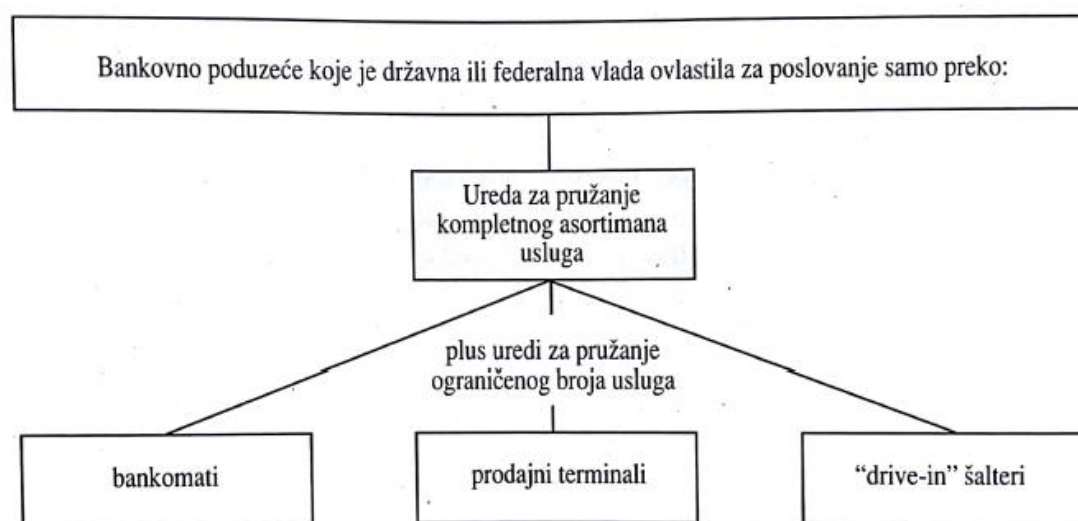 Bankovno poduzeće koje je državna ili federalna vlada ovlastila za poslovanje samo preko:
Ureda za pružanje
kompletnog asortimana
usluga
plus uredi za pružanje
ograničenog broja usluga
bankomati
prodajni terminali
“drive-in” šalteri